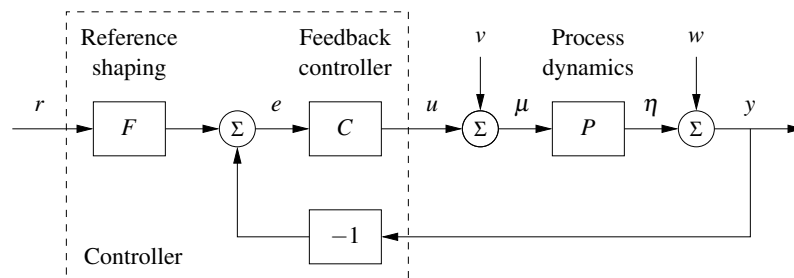 Reference
shaping
Feedback
controller
v
Process
dynamics
w
r
F
Σ
e
C
u
Σ
μ
P
η
Σ
y
−1
Controller